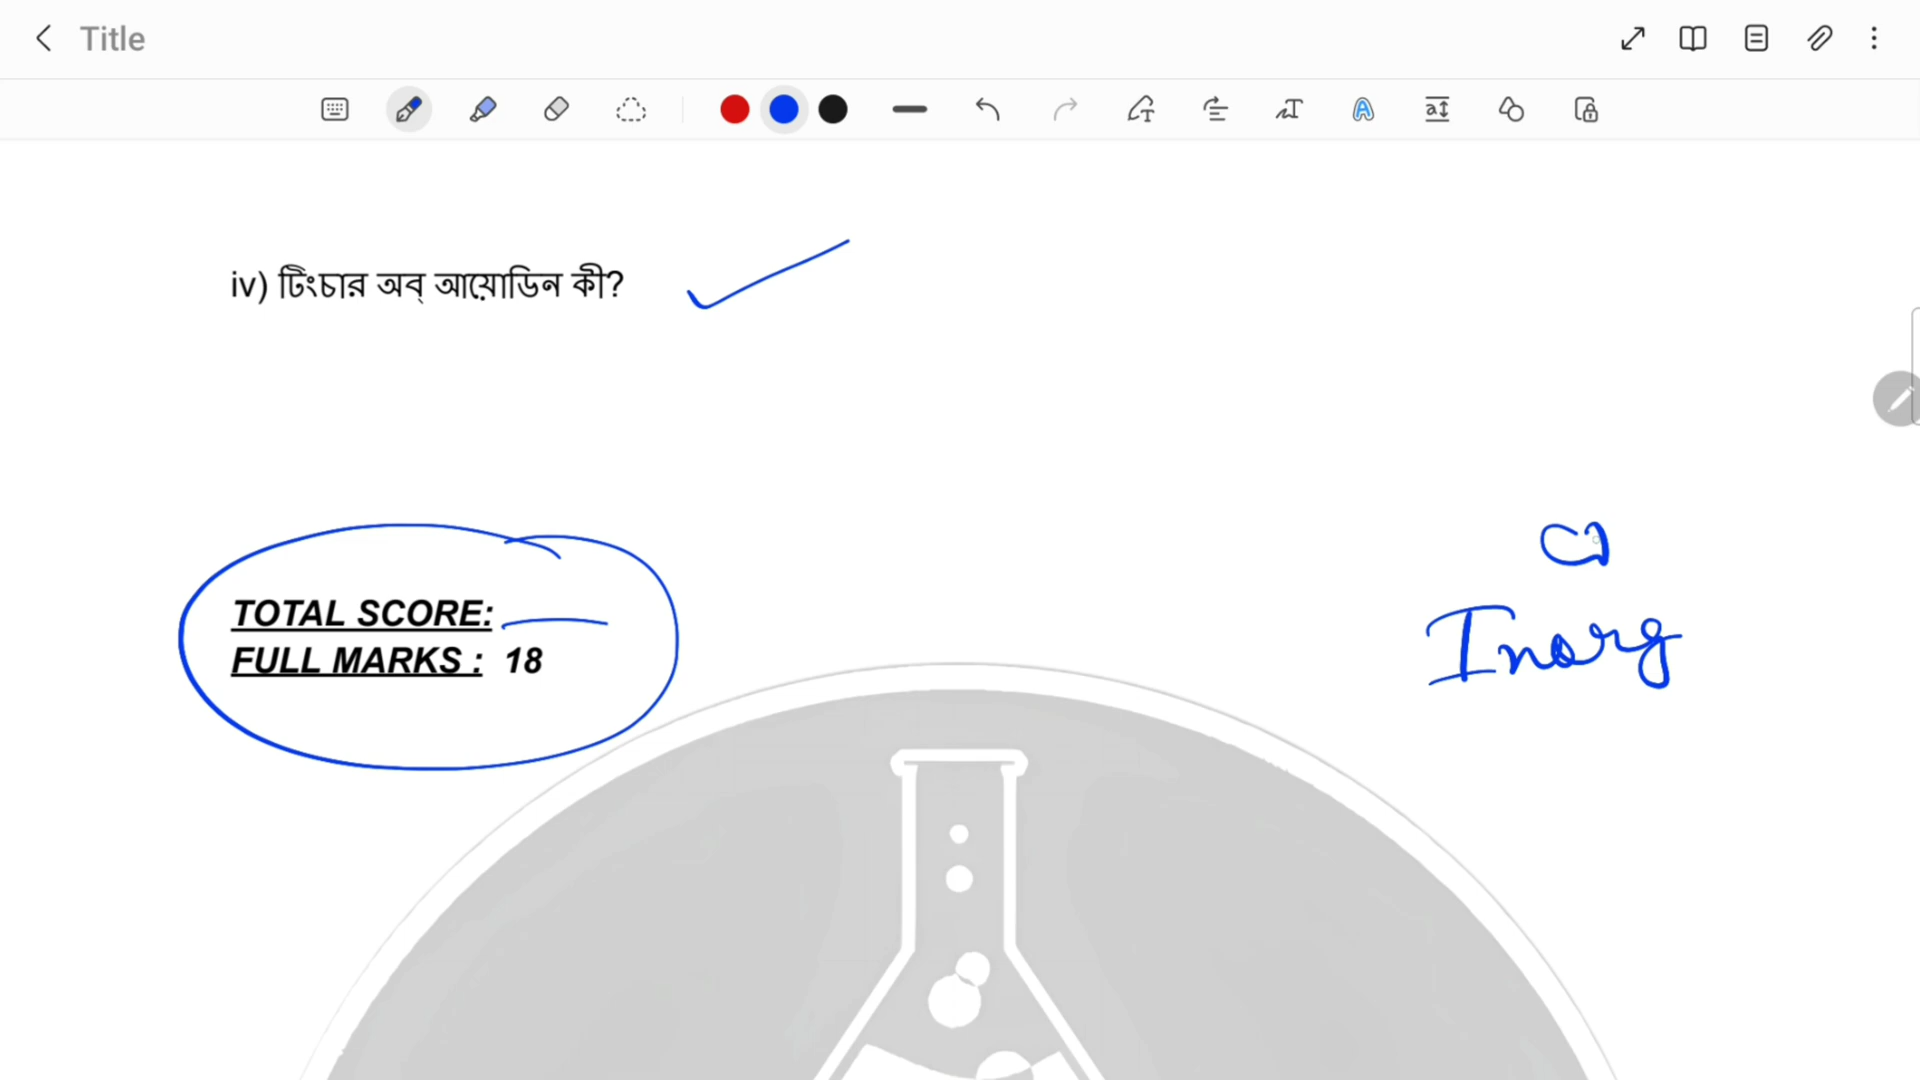 Title
iv) টিংচার অব্ আয়োডিন কী?
TOTAL SCORE:
FULL MARKS : 18
Inorg